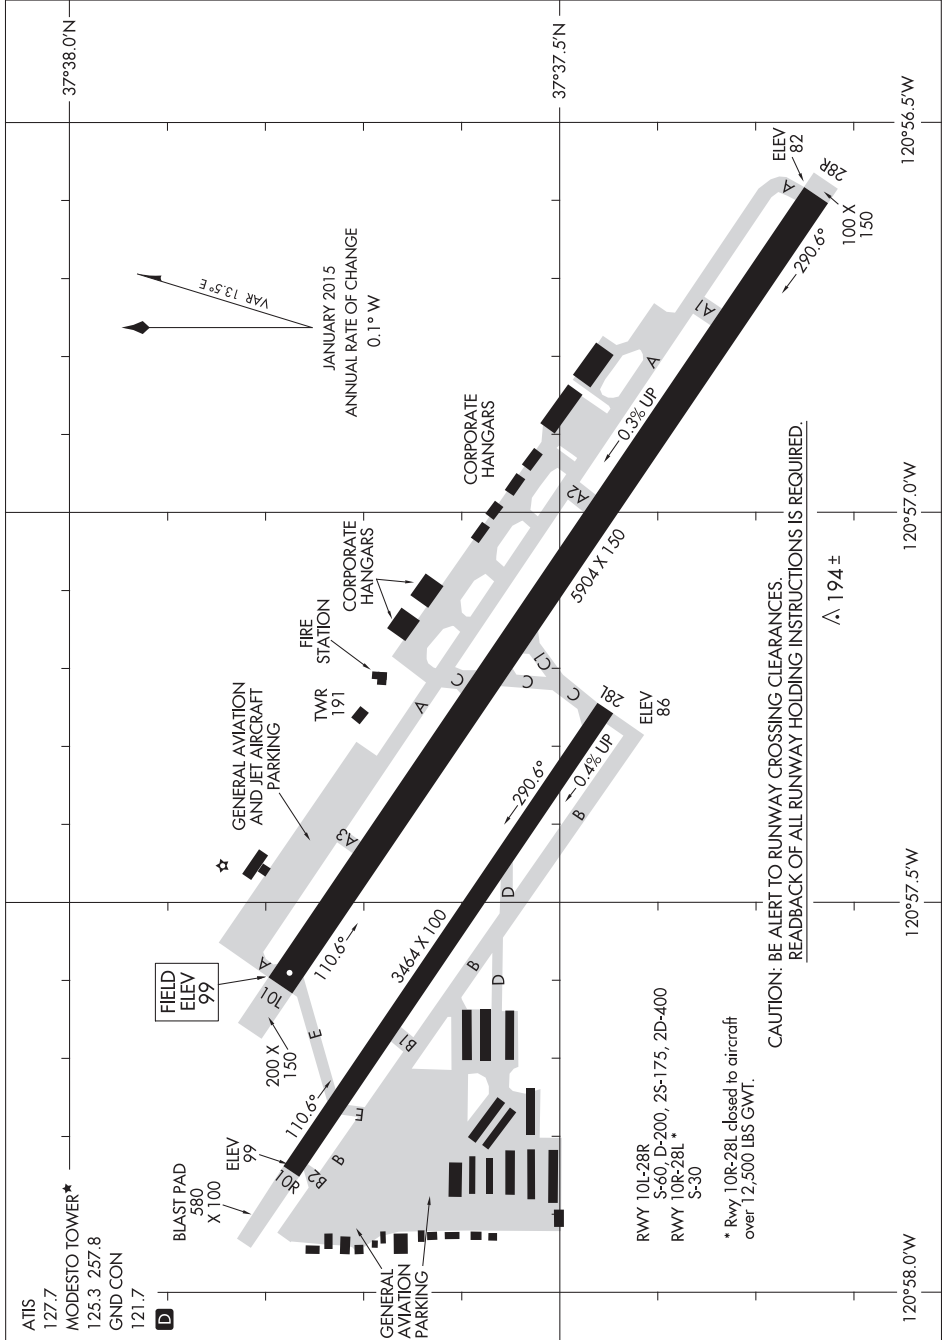 ATIS
127.7
MODESTO TOWER★
125.3 257.8
GND CON
121.7
D
BLAST PAD
580
X 100
ELEV
99
10R
B2
B
110.6°
E
E
200 X
150
FIELD
ELEV
99
10L
A
110.6°
GENERAL AVIATION
AND JET AIRCRAFT
PARKING
A3
TWR
191
FIRE
STATION
CORPORATE
HANGARS
A
C
C
C1
C
CORPORATE
HANGARS
JANUARY 2015
ANNUAL RATE OF CHANGE
0.1° W
VAR 13.5° E
37°38.0'N
37°37.5'N
A2
0.3% UP
A
A1
A
ELEV
82
28R
100 X
150
290.6°
5904 X 150
3464 X 100
B1
B
D
D
290.6°
0.4% UP
B
28L
ELEV
86
GENERAL
AVIATION
PARKING
RWY 10L-28R
S-60, D-200, 2S-175, 2D-400
RWY 10R-28L *
S-30
* Rwy 10R-28L closed to aircraft
over 12,500 LBS GWT.
CAUTION: BE ALERT TO RUNWAY CROSSING CLEARANCES.
READBACK OF ALL RUNWAY HOLDING INSTRUCTIONS IS REQUIRED.
194 ±
120°58.0'W
120°57.5'W
120°57.0'W
120°56.5'W